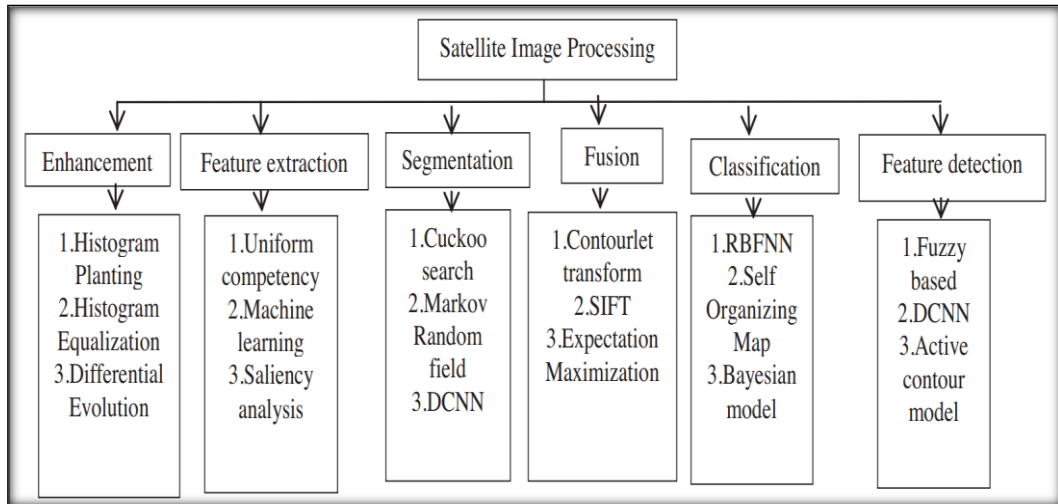 Satellite Image Processing
Enhancement
Feature extraction
Segmentation
Fusion
Classification
Feature detection
1.Histogram
Planting
2.Histogram
Equalization
3.Differential
Evolution
1.Uniform
competency
2.Machine
learning
3.Saliency
analysis
1.Cuckoo
search
2.Markov
Random
field
3.DCNN
1.Contourlet
transform
2.SIFT
3.Expectation
Maximization
1.RBFNN
2.Self
Organizing
Map
3.Bayesian
model
1.Fuzzy
based
2.DCNN
3.Active
contour
model